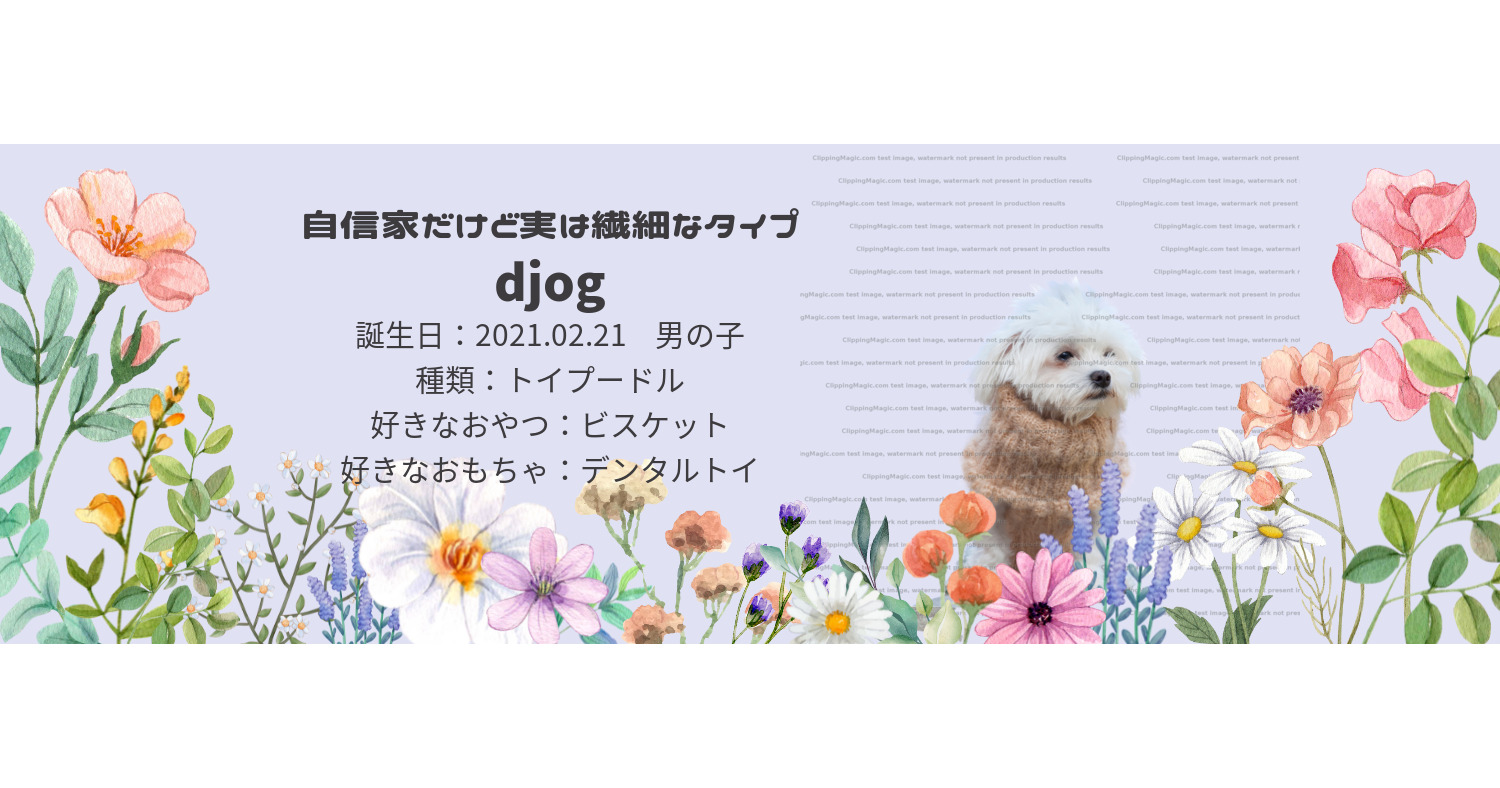 自信家だけど実は繊細なタイプ
djog
誕生日：2021.02.21　男の子
種類：トイプードル
好きなおやつ：ビスケット
好きなおもちゃ：デンタルトイ
ClippingMagic.com test image, watermark not present in production results